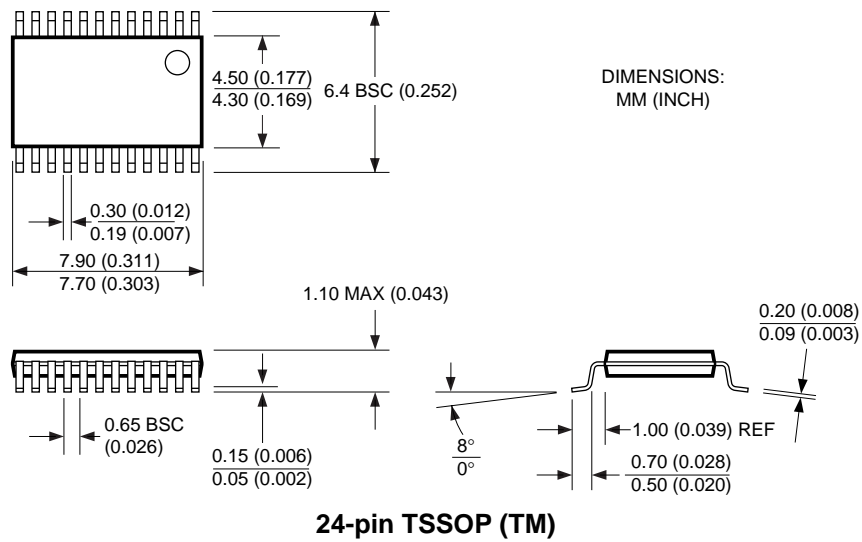 4.50 (0.177)
4.30 (0.169)
6.4 BSC (0.252)
DIMENSIONS:
MM (INCH)
0.30 (0.012)
0.19 (0.007)
7.90 (0.311)
7.70 (0.303)
1.10 MAX (0.043)
0.20 (0.008)
0.09 (0.003)
0.65 BSC
(0.026)
0.15 (0.006)
0.05 (0.002)
8°
0°
1.00 (0.039) REF
0.70 (0.028)
0.50 (0.020)
24-pin TSSOP (TM)